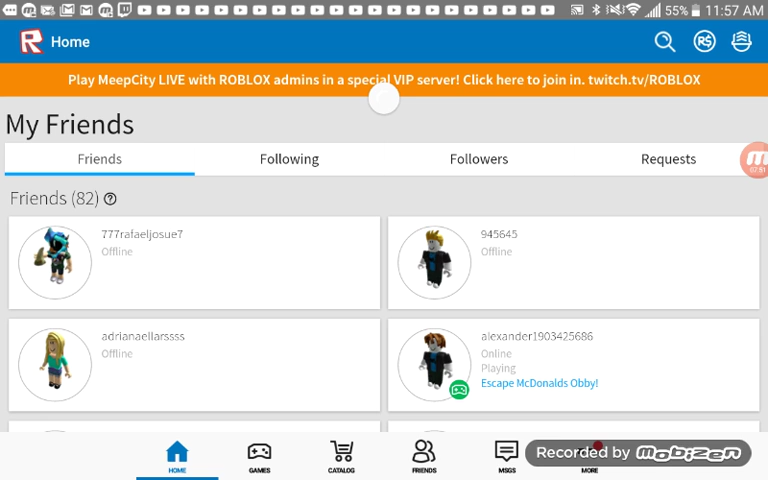 55% 11:57 AM
R Home R$
Play MeepCity LIVE with ROBLOX admins in a special VIP server! Click here to join in. twitch.tv/ROBLOX
My Friends
Friends Following Followers Requests
07:51
Friends (82) ?
777rafaeljosue7
Offline
945645
Offline
adrianaellarssss
Offline
alexander1903425686
Online
Playing
Escape McDonalds Obby!
HOME GAMES CATALOG FRIENDS MSGS MORE
Recorded by mobizen